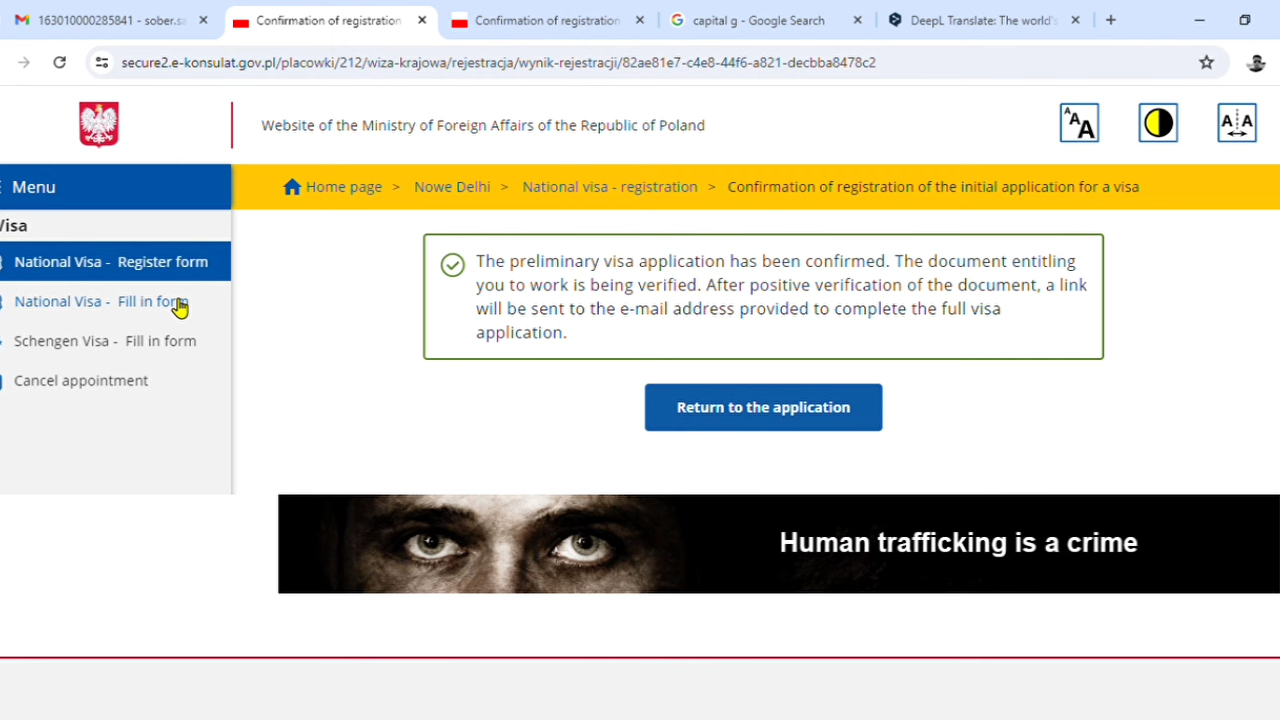 163010000285841 - sober.sa
Confirmation of registration
Confirmation of registration
capital g - Google Search
DeepL Translate: The world's
secure2.e-konsulat.gov.pl/placowki/212/wiza-krajowa/rejestracja/wynik-rejestracji/82ae81e7-c4e8-44f6-a821-decbba8478c2
Website of the Ministry of Foreign Affairs of the Republic of Poland
A A A
A A
Menu
Home page > Nowe Delhi > National visa - registration > Confirmation of registration of the initial application for a visa
Visa
National Visa - Register form
National Visa - Fill in form
Schengen Visa - Fill in form
Cancel appointment
The preliminary visa application has been confirmed. The document entitling
you to work is being verified. After positive verification of the document, a link
will be sent to the e-mail address provided to complete the full visa
application.
Return to the application
Human trafficking is a crime